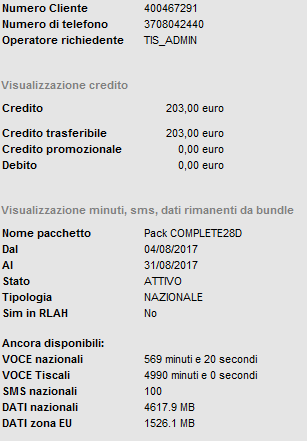 Numero Cliente 400467291
Numero di telefono 3708042440
Operatore richiedente TIS_ADMIN
Visualizzazione credito
Credito 203,00 euro
Credito trasferibile 203,00 euro
Credito promozionale 0,00 euro
Debito 0,00 euro
Visualizzazione minuti, sms, dati rimanenti da bundle
Nome pacchetto Pack COMPLETE28D
Dal 04/08/2017
Al 31/08/2017
Stato ATTIVO
Tipologia NAZIONALE
Sim in RLAH No
Ancora disponibili:
VOCE nazionali 569 minuti e 20 secondi
VOCE Tiscali 4990 minuti e 0 secondi
SMS nazionali 100
DATI nazionali 4617.9 MB
DATI zona EU 1526.1 MB